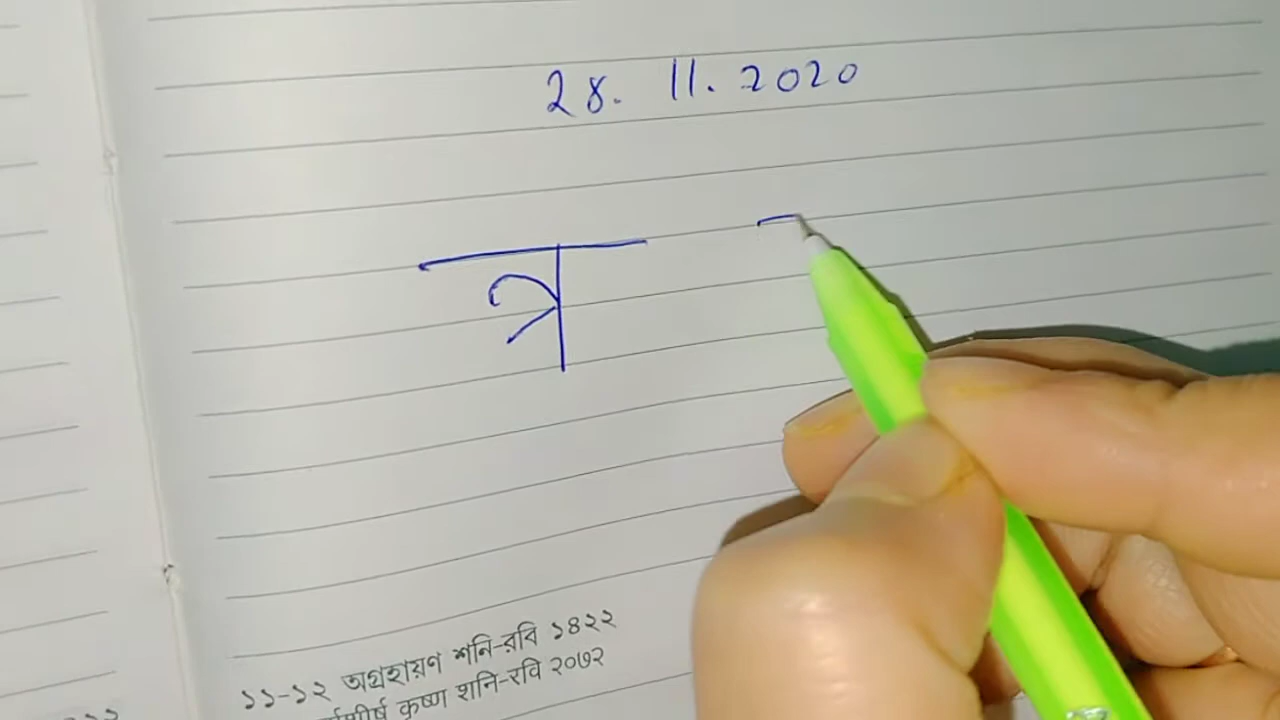 28. 11. 2020
ত্র
১১-১২ অগ্রহায়ণ শনি-রবি ১৪২২
কৃষ্ণ শনি-রবি ২০৭২